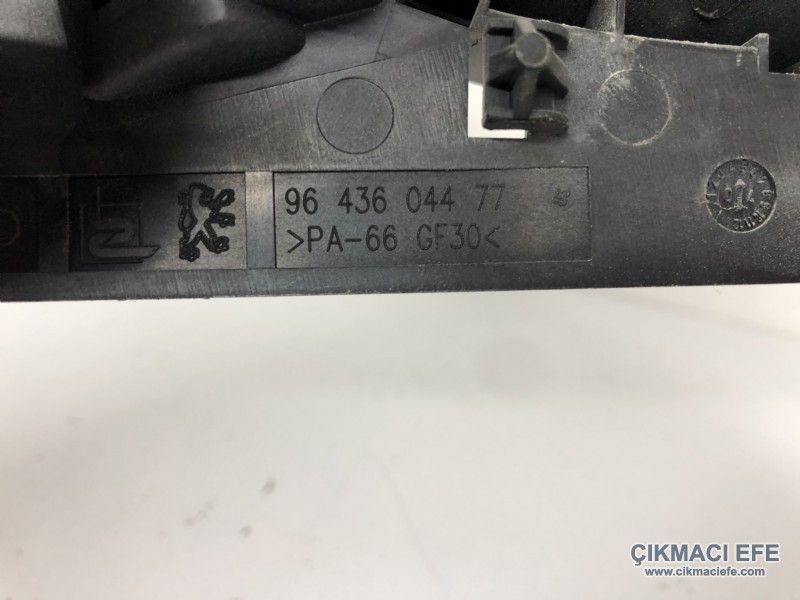 96 436 044 77
>PA-66 GF30<
ÇIKMACI EFE
www.cikmaciefe.com